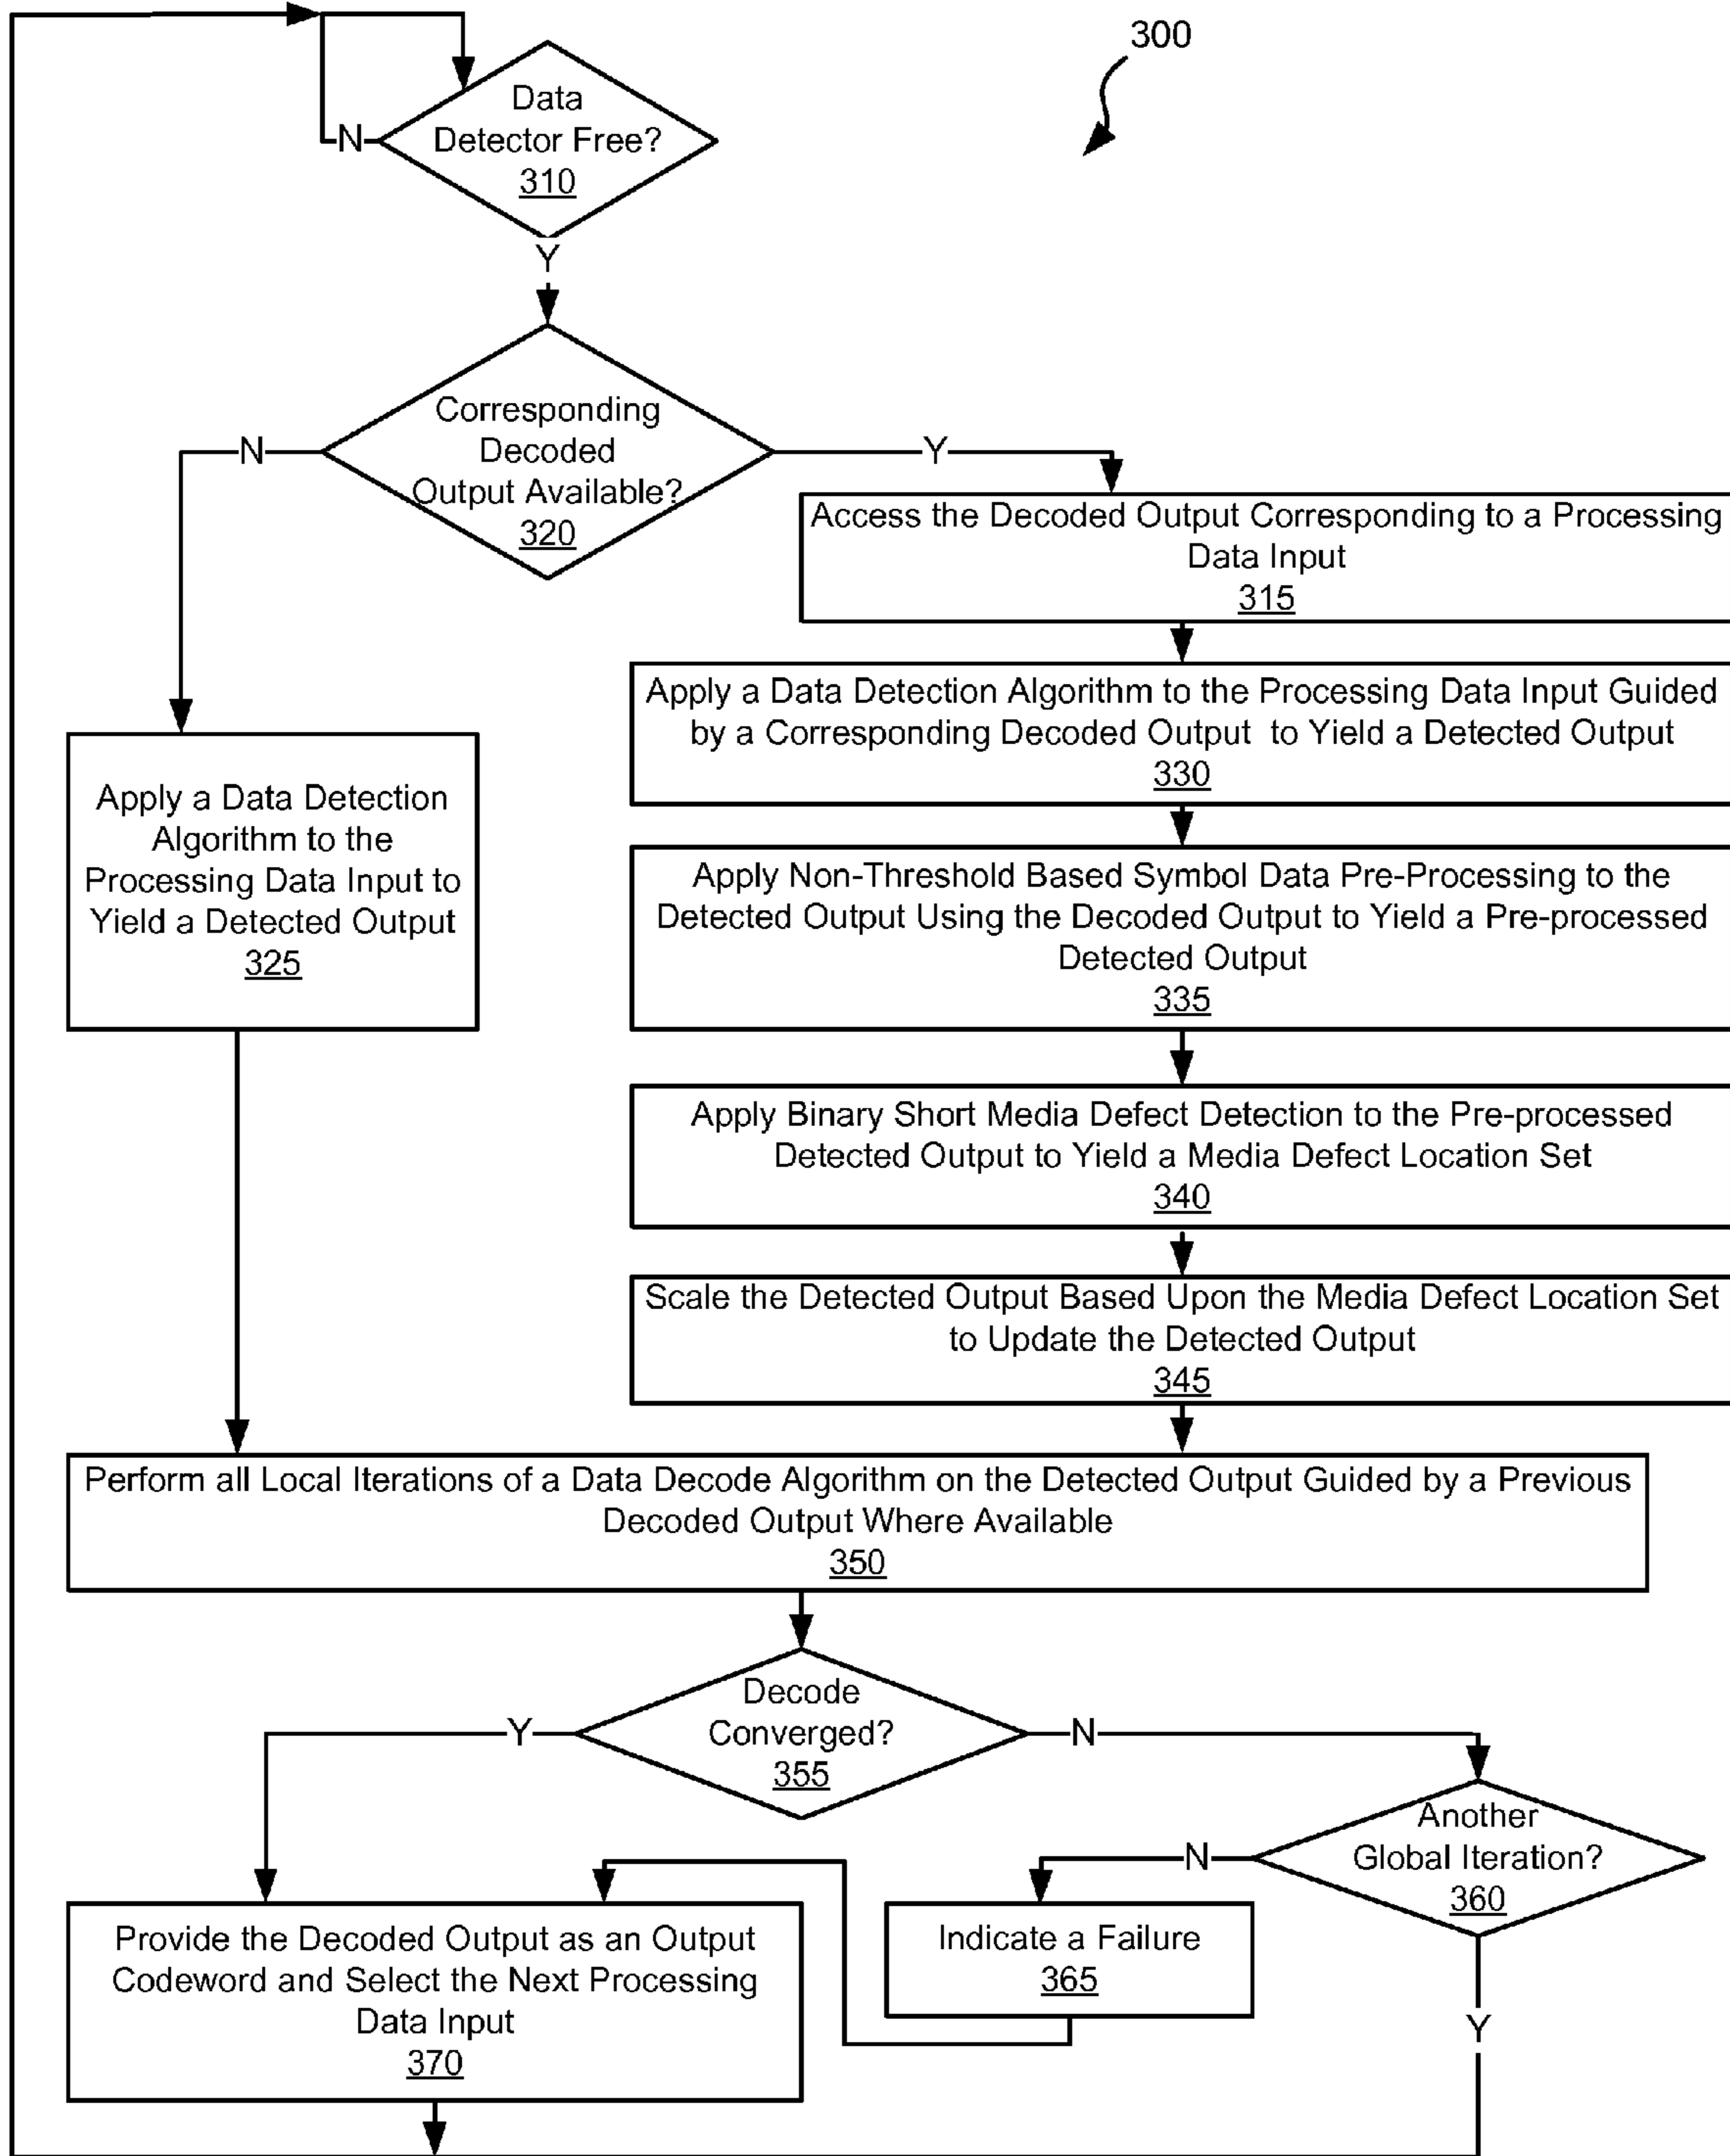 300
Data
Detector Free?
310
N
Y
Corresponding
Decoded
Output Available?
320
N
Y
Access the Decoded Output Corresponding to a Processing
Data Input
315
Apply a Data Detection Algorithm to the Processing Data Input Guided
by a Corresponding Decoded Output to Yield a Detected Output
330
Apply a Data Detection
Algorithm to the
Processing Data Input to
Yield a Detected Output
325
Apply Non-Threshold Based Symbol Data Pre-Processing to the
Detected Output Using the Decoded Output to Yield a Pre-processed
Detected Output
335
Apply Binary Short Media Defect Detection to the Pre-processed
Detected Output to Yield a Media Defect Location Set
340
Scale the Detected Output Based Upon the Media Defect Location Set
to Update the Detected Output
345
Perform all Local Iterations of a Data Decode Algorithm on the Detected Output Guided by a Previous
Decoded Output Where Available
350
Decode
Converged?
355
Y
N
Another
Global Iteration?
360
N
Y
Indicate a Failure
365
Provide the Decoded Output as an Output
Codeword and Select the Next Processing
Data Input
370